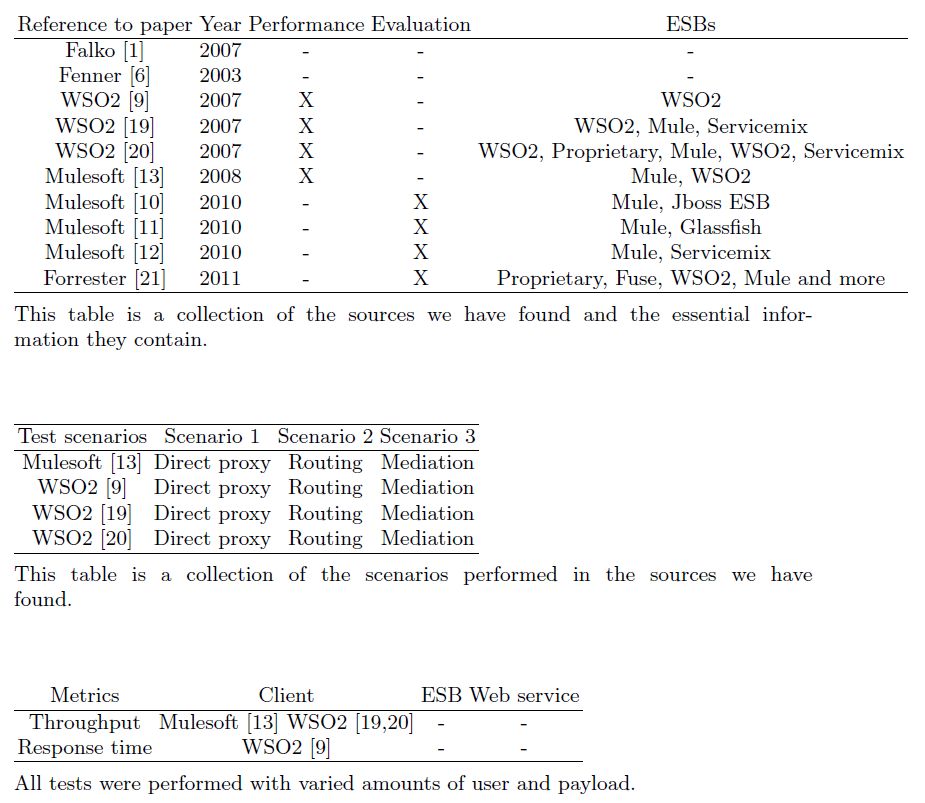 Reference to paper Year Performance Evaluation ESBs
Falko [1] 2007 - - -
Fenner [6] 2003 - - -
WSO2 [9] 2007 X - WSO2
WSO2 [19] 2007 X - WSO2, Mule, Servicemix
WSO2 [20] 2007 X - WSO2, Proprietary, Mule, WSO2, Servicemix
Mulesoft [13] 2008 X - Mule, WSO2
Mulesoft [10] 2010 - X Mule, Jboss ESB
Mulesoft [11] 2010 - X Mule, Glassfish
Mulesoft [12] 2010 - X Mule, Servicemix
Forrester [21] 2011 - X Proprietary, Fuse, WSO2, Mule and more
This table is a collection of the sources we have found and the essential infor-
mation they contain.
Test scenarios Scenario 1 Scenario 2 Scenario 3
Mulesoft [13] Direct proxy Routing Mediation
WSO2 [9] Direct proxy Routing Mediation
WSO2 [19] Direct proxy Routing Mediation
WSO2 [20] Direct proxy Routing Mediation
This table is a collection of the scenarios performed in the sources we have
found.
Metrics Client ESB Web service
Throughput Mulesoft [13] WSO2 [19,20] - -
Response time WSO2 [9] - -
All tests were performed with varied amounts of user and payload.